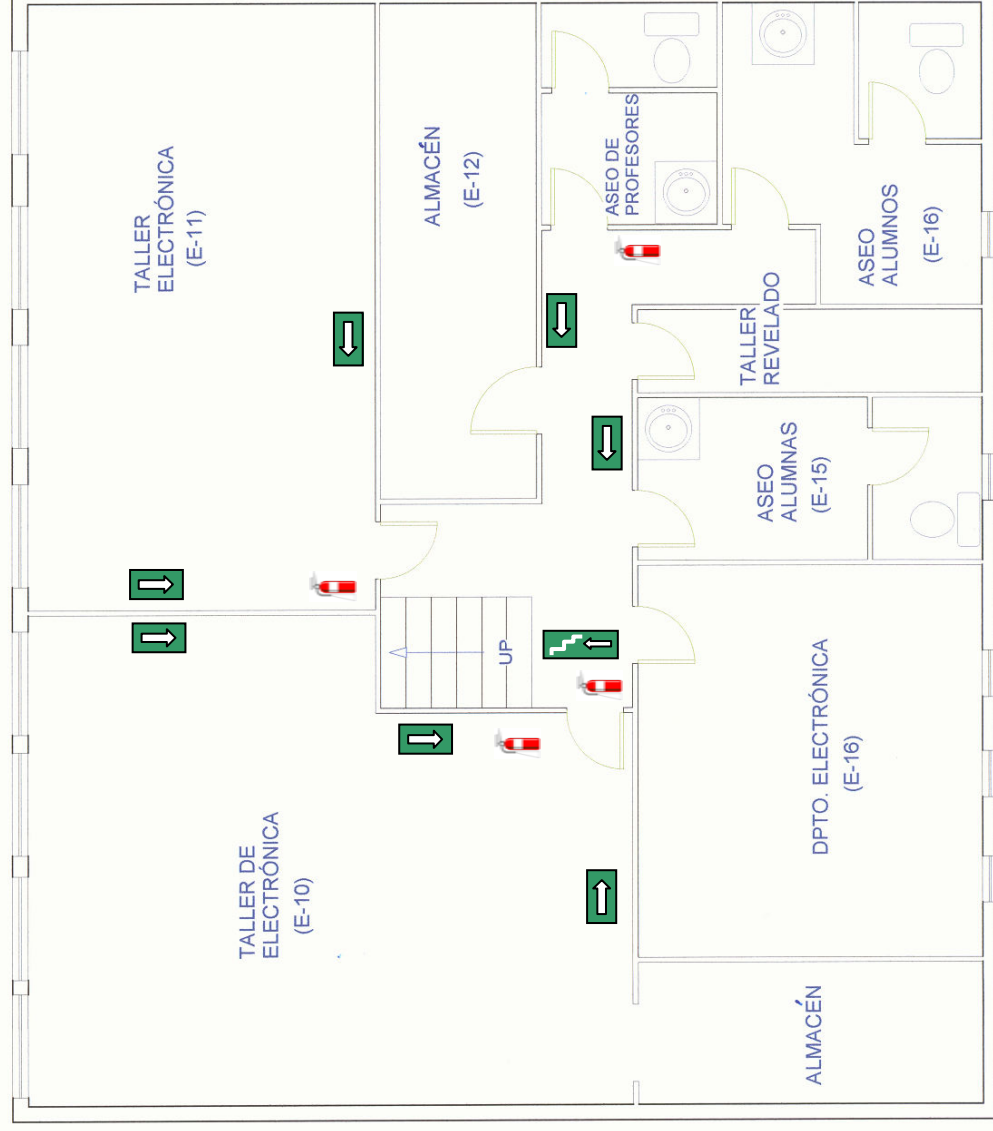 TALLER
ELECTRÓNICA
(E-11)
ALMACÉN
(E-12)
ASEO DE
PROFESORES
ASEO
ALUMNOS
(E-16)
TALLER
REVELADO
ASEO
ALUMNAS
(E-15)
UP
TALLER DE
ELECTRÓNICA
(E-10)
DPTO. ELECTRÓNICA
(E-16)
ALMACÉN